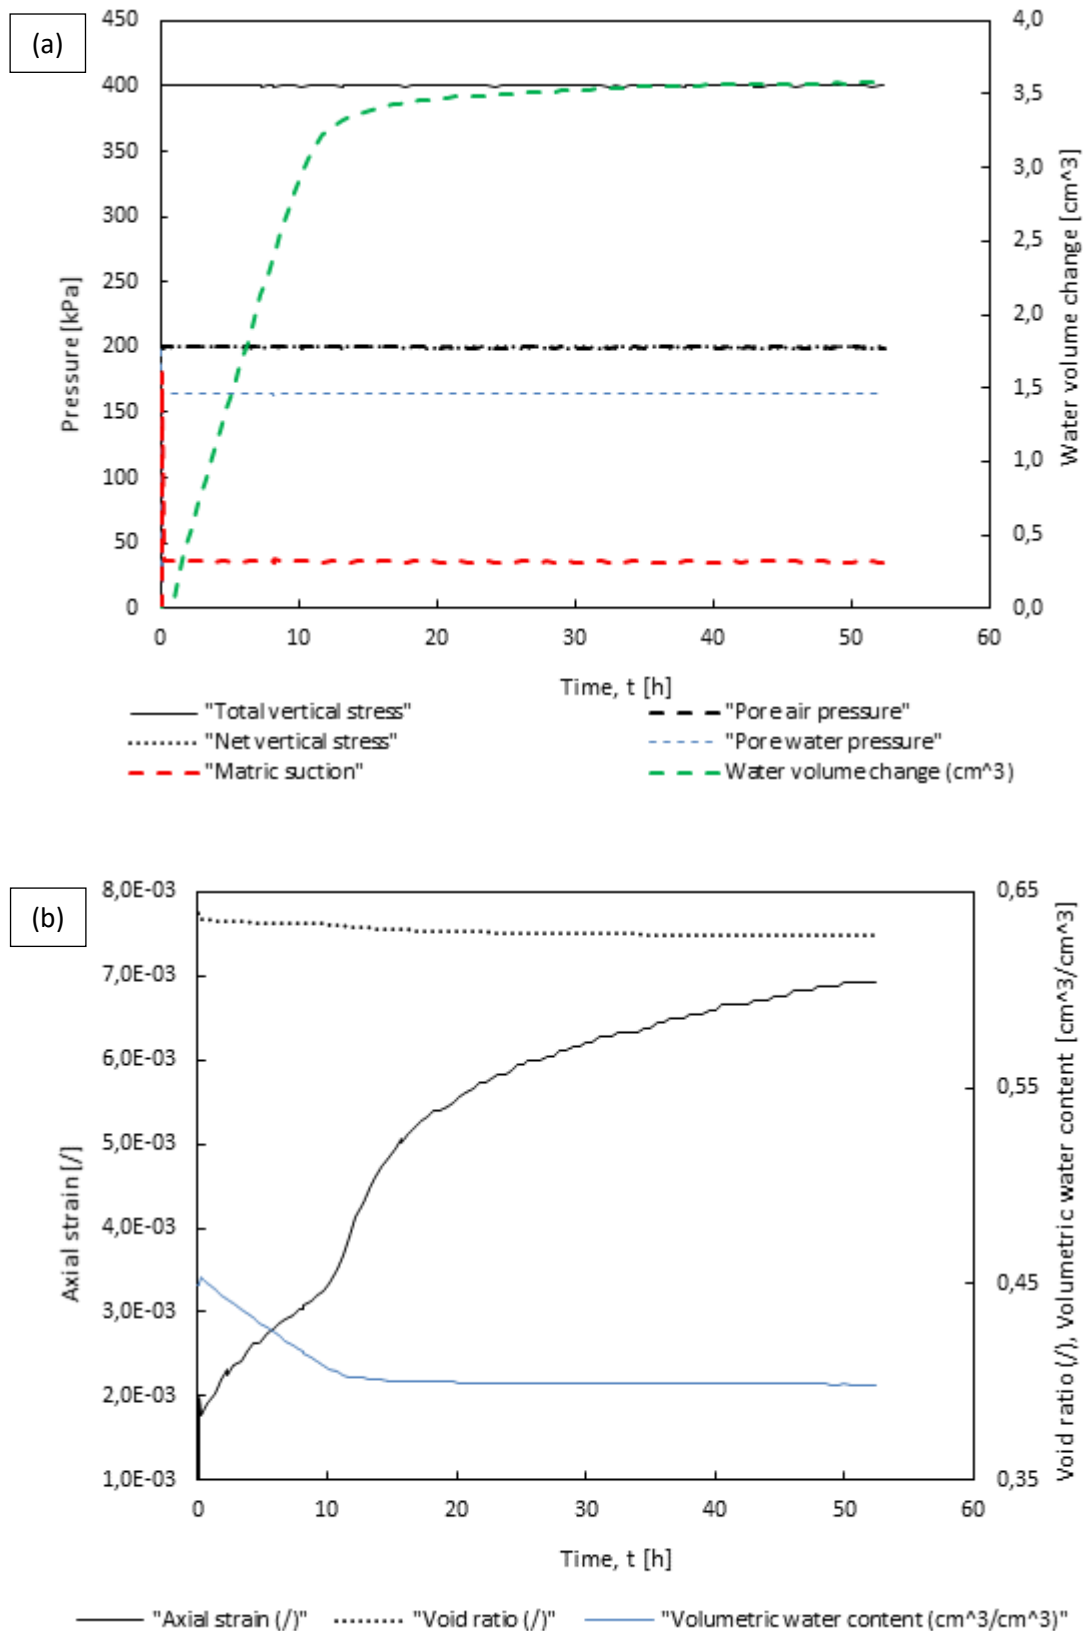 (a)
450
400
350
300
250
200
150
100
50
0
Pressure [kPa]
4,0
3,5
3,0
2,5
2,0
1,5
1,0
0,5
0,0
Water volume change [cm^3]
0 10 20 30 40 50 60
Time, t [h]
"Total vertical stress" "Pore air pressure"
"Net vertical stress" "Pore water pressure"
"Matric suction" Water volume change (cm^3)
(b)
8,0E-03
7,0E-03
6,0E-03
5,0E-03
4,0E-03
3,0E-03
2,0E-03
1,0E-03
Axial strain [/]
0,65
0,55
0,45
0,35
Void ratio (/), Volumetric water content [cm^3/cm^3]
0 10 20 30 40 50 60
Time, t [h]
"Axial strain (/)" "Void ratio (/)" "Volumetric water content (cm^3/cm^3)"